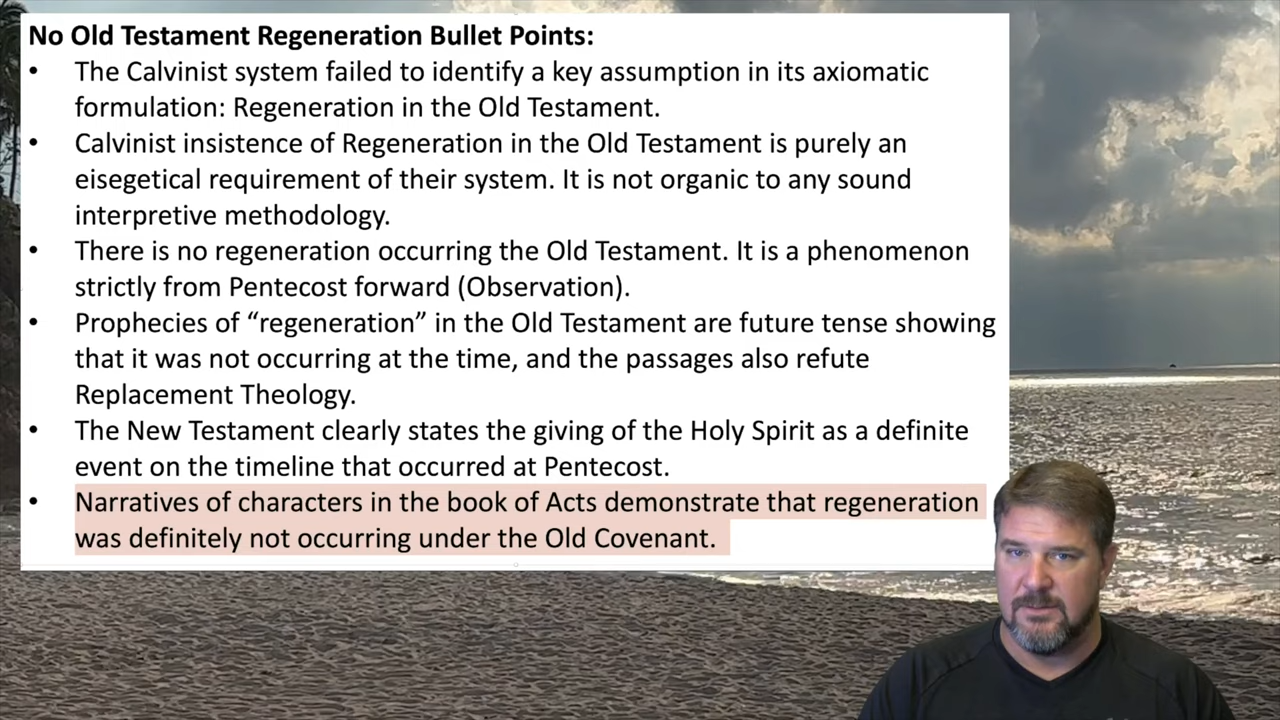 No Old Testament Regeneration Bullet Points:
• The Calvinist system failed to identify a key assumption in its axiomatic
formulation: Regeneration in the Old Testament.
• Calvinist insistence of Regeneration in the Old Testament is purely an
eisegetical requirement of their system. It is not organic to any sound
interpretive methodology.
• There is no regeneration occurring the Old Testament. It is a phenomenon
strictly from Pentecost forward (Observation).
• Prophecies of “regeneration” in the Old Testament are future tense showing
that it was not occurring at the time, and the passages also refute
Replacement Theology.
• The New Testament clearly states the giving of the Holy Spirit as a definite
event on the timeline that occurred at Pentecost.
• Narratives of characters in the book of Acts demonstrate that regeneration
was definitely not occurring under the Old Covenant.